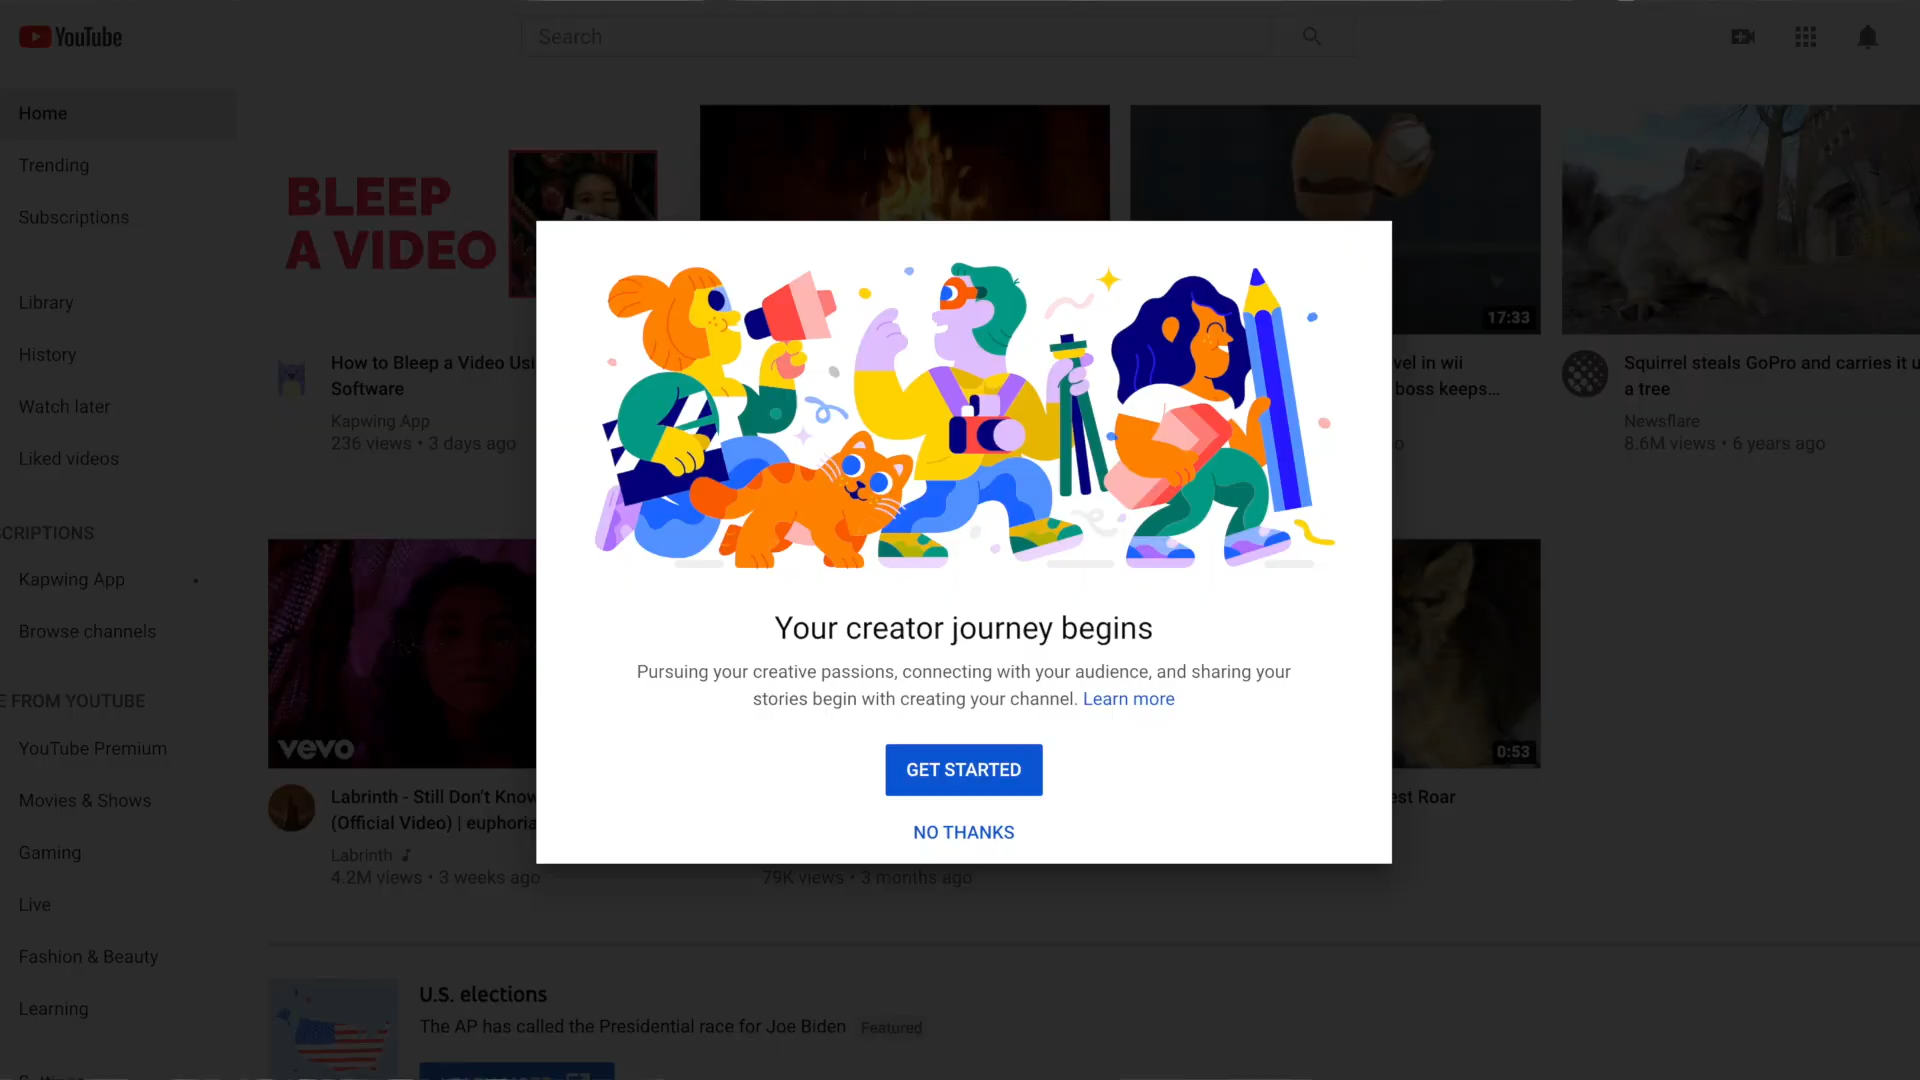 YouTube
Search
Home
Trending
Subscriptions
Library
History
Watch later
Liked videos
CRIPTIONS
Kapwing App
Browse channels
E FROM YOUTUBE
YouTube Premium
Movies & Shows
Gaming
Live
Fashion & Beauty
Learning
BLEEP
A VIDEO
How to Bleep a Video Usi
Software
Kapwing App
236 views • 3 days ago
17:33
vel in wii
boss keeps...
Squirrel steals GoPro and carries it u
a tree
Newsflare
8.6M views • 6 years ago
Your creator journey begins
Pursuing your creative passions, connecting with your audience, and sharing your
stories begin with creating your channel. Learn more
GET STARTED
NO THANKS
vevo
Labrinth - Still Don't Know
(Official Video) | euphoria
Labrinth
4.2M views • 3 weeks ago
79K views • 3 months ago
0:53
est Roar
U.S. elections
The AP has called the Presidential race for Joe Biden Featured